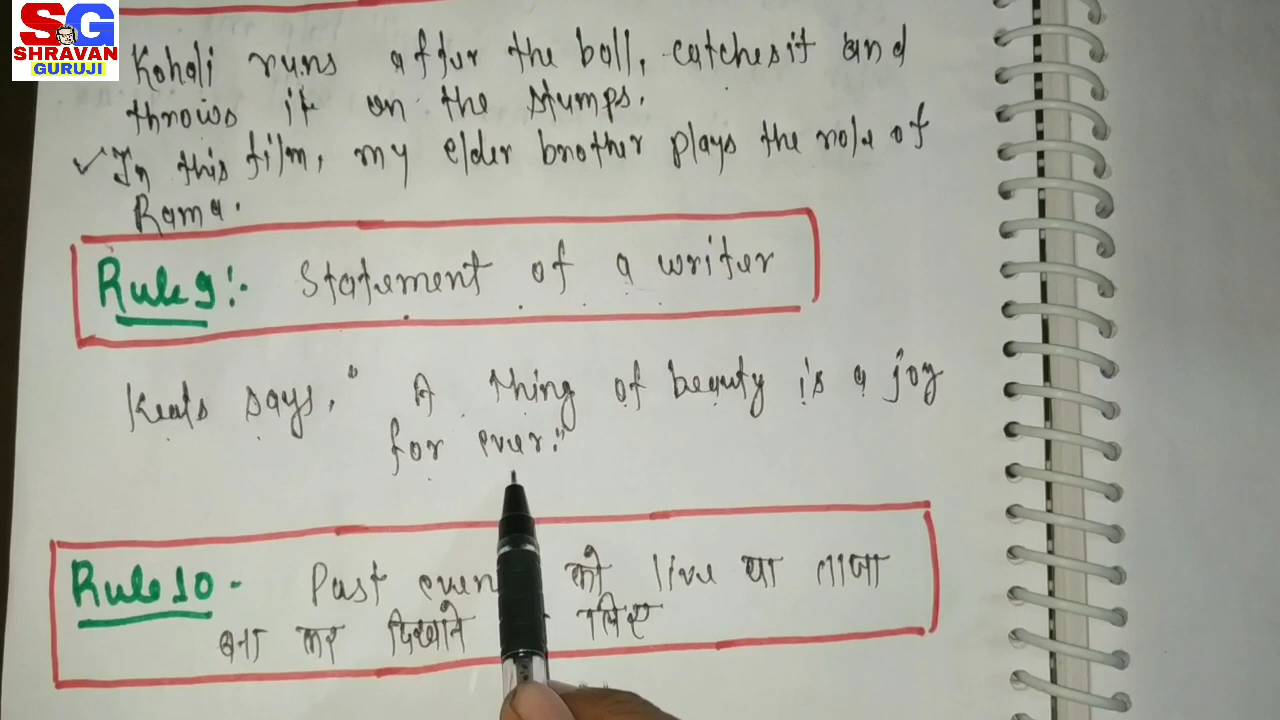 SG
SHRAVAN
GURUJI
Kohali runs after the ball, catches it and
throws it on the stumps.
✓ In this film, my elder brother plays the role of
Rama.
Rule 9:- Statement of a writer
Keats says, " A thing of beauty is a joy
for ever."
Rule 10 - Past को live या ताजा
बना कर दिखाने लिए